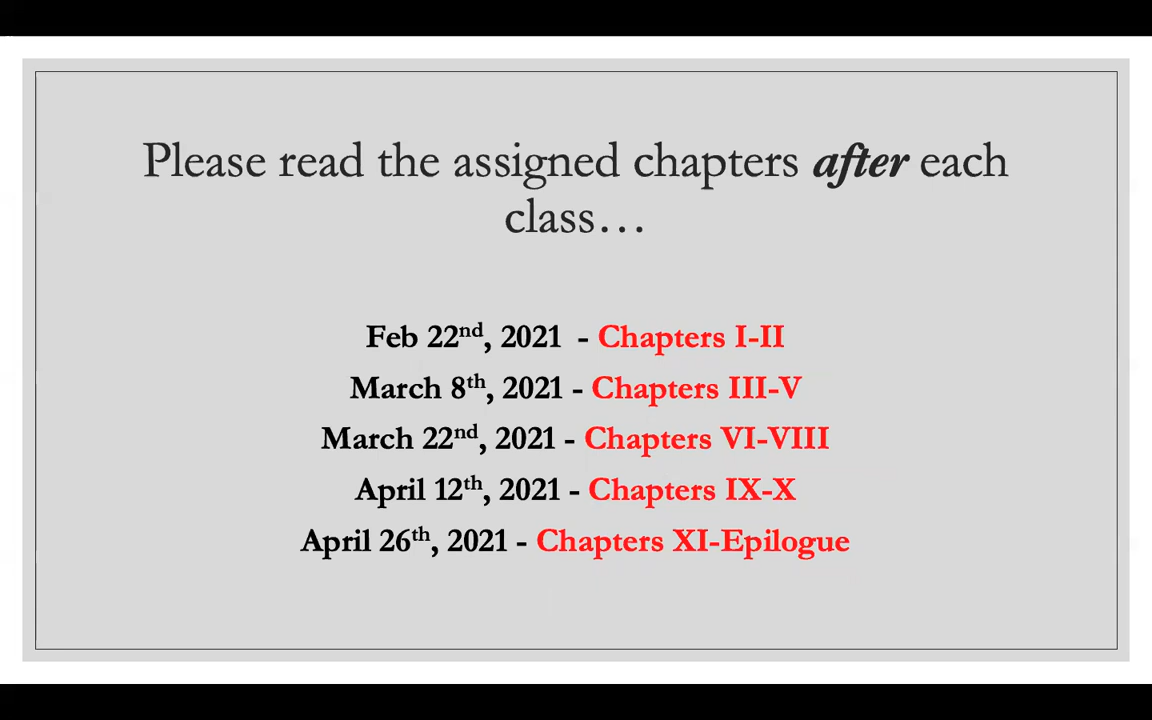 Please read the assigned chapters after each
class…
Feb 22nd, 2021 - Chapters I-II
March 8th, 2021 - Chapters III-V
March 22nd, 2021 - Chapters VI-VIII
April 12th, 2021 - Chapters IX-X
April 26th, 2021 - Chapters XI-Epilogue